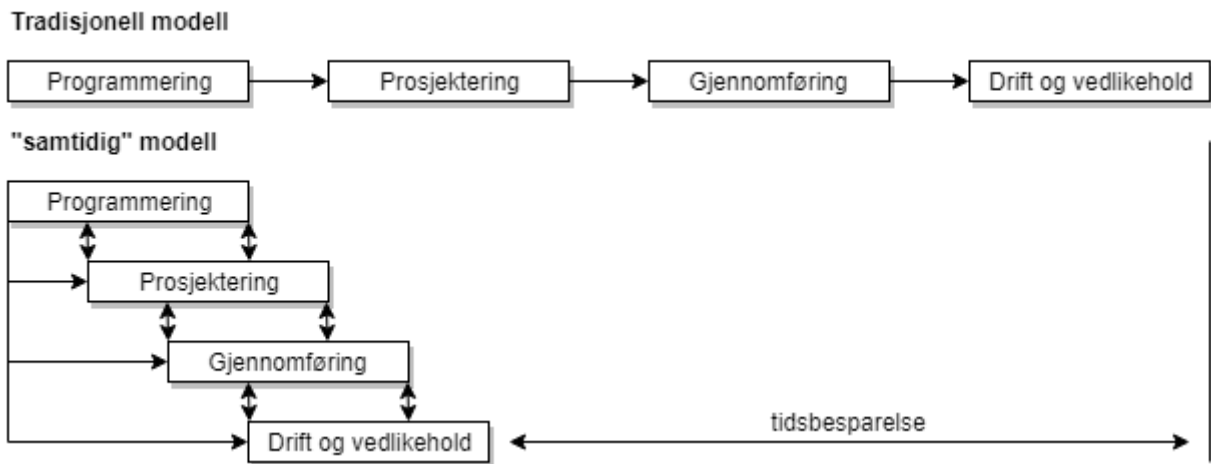 Tradisjonell modell
Programmering Prosjektering Gjennomføring Drift og vedlikehold
"samtidig" modell
Programmering
Prosjektering
Gjennomføring
Drift og vedlikehold tidsbesparelse